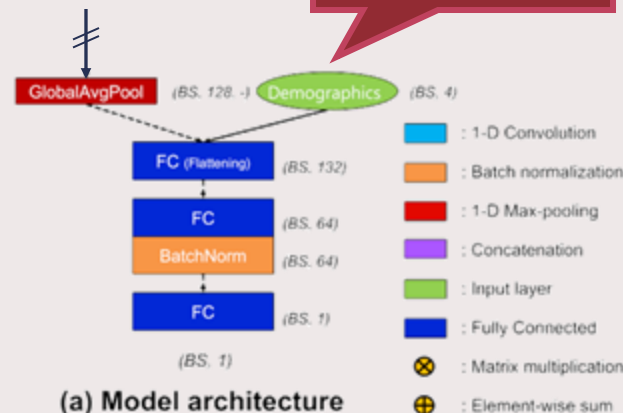 GlobalAvgPool (BS. 128. -) Demographics (BS. 4)
FC (Flattening) (BS. 132)
FC (BS. 64)
BatchNorm (BS. 64)
FC (BS. 1)
(BS. 1)
(a) Model architecture
: 1-D Convolution
: Batch normalization
: 1-D Max-pooling
: Concatenation
: Input layer
: Fully Connected
: Matrix multiplication
: Element-wise sum